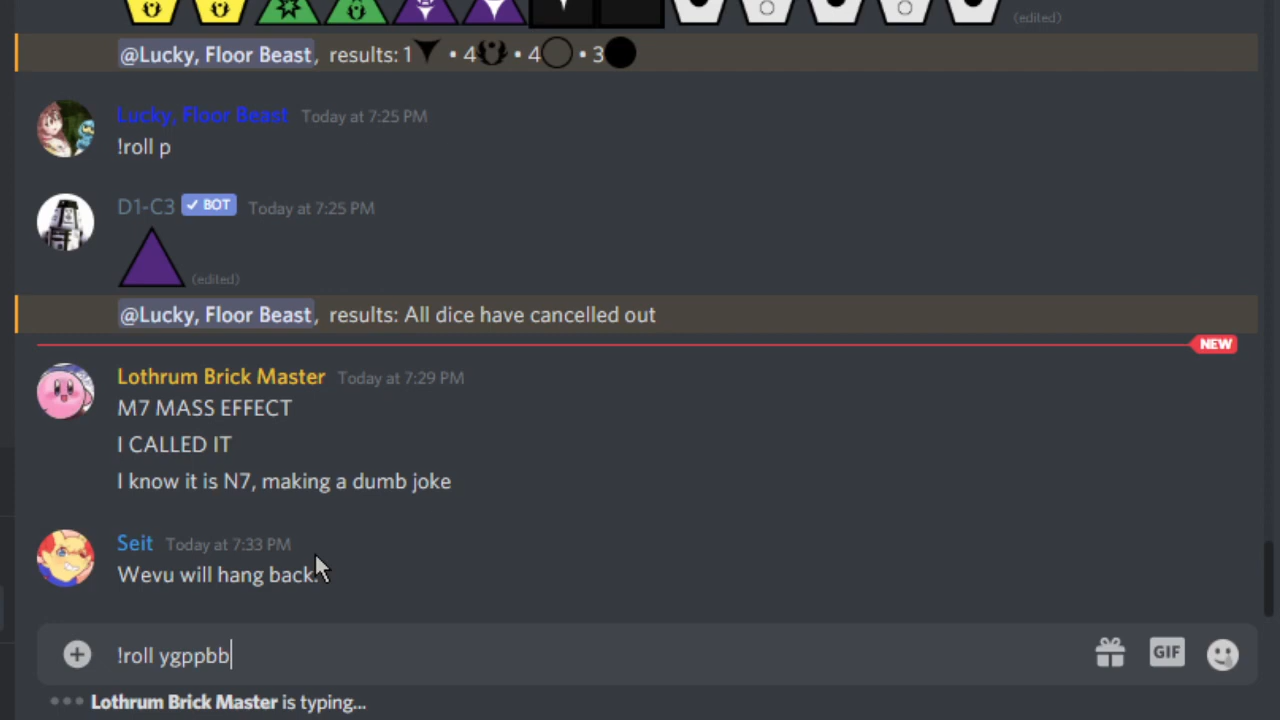 (edited)
@Lucky, Floor Beast, results: 1 • 4 • 4 • 3
Lucky, Floor Beast Today at 7:25 PM
!roll p
D1-C3 ✓ BOT Today at 7:25 PM
(edited)
@Lucky, Floor Beast, results: All dice have cancelled out
NEW
Lothrum Brick Master Today at 7:29 PM
M7 MASS EFFECT
I CALLED IT
I know it is N7, making a dumb joke
Seit Today at 7:33 PM
Wevu will hang back.
!roll ygppbb
GIF
Lothrum Brick Master is typing...